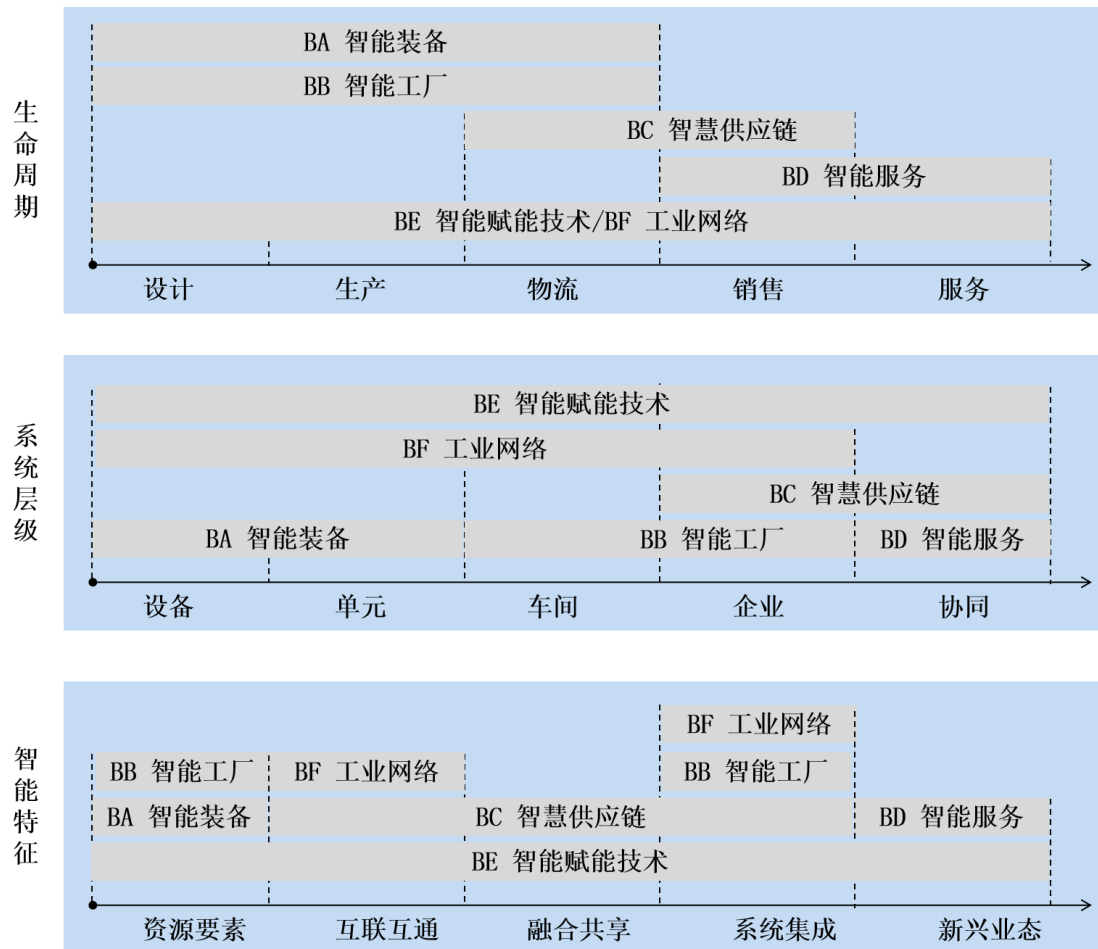 生命周期
BA 智能装备
BB 智能工厂
BC 智慧供应链
BD 智能服务
BE 智能赋能技术/BF 工业网络
设计 生产 物流 销售 服务
系统层级
BE 智能赋能技术
BF 工业网络
BC 智慧供应链
BA 智能装备 BB 智能工厂 BD 智能服务
设备 单元 车间 企业 协同
智能特征
BF 工业网络
BB 智能工厂 BF 工业网络 BB 智能工厂
BA 智能装备 BC 智慧供应链 BD 智能服务
BE 智能赋能技术
资源要素 互联互通 融合共享 系统集成 新兴业态